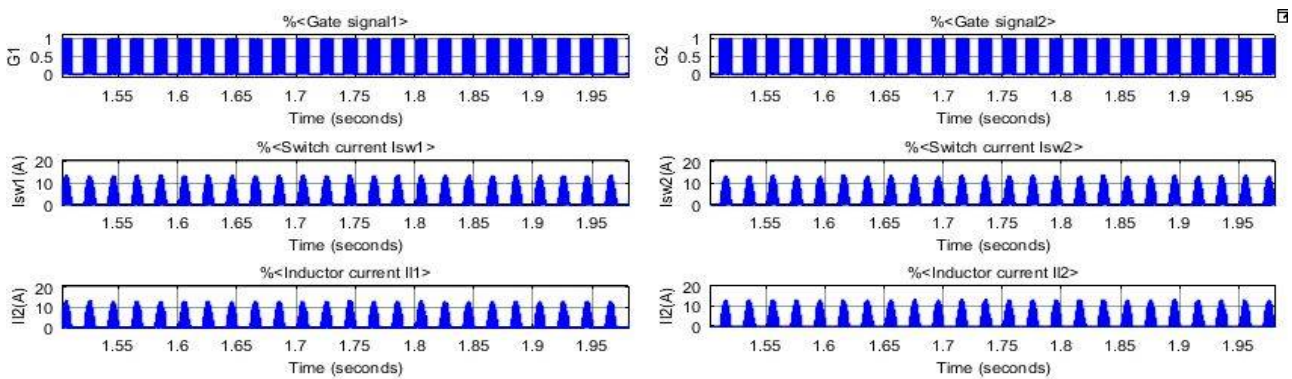 %<Gate signal1>
G1
1
0.5
0
1.55 1.6 1.65 1.7 1.75 1.8 1.85 1.9 1.95
Time (seconds)
%<Gate signal2>
G2
1
0.5
0
1.55 1.6 1.65 1.7 1.75 1.8 1.85 1.9 1.95
Time (seconds)
%<Switch current Isw1>
Isw1(A)
20
10
0
1.55 1.6 1.65 1.7 1.75 1.8 1.85 1.9 1.95
Time (seconds)
%<Switch current Isw2>
Isw2(A)
20
10
0
1.55 1.6 1.65 1.7 1.75 1.8 1.85 1.9 1.95
Time (seconds)
%<Inductor current Il1>
Il2(A)
20
10
0
1.55 1.6 1.65 1.7 1.75 1.8 1.85 1.9 1.95
Time (seconds)
%<Inductor current Il2>
Il2(A)
20
10
0
1.55 1.6 1.65 1.7 1.75 1.8 1.85 1.9 1.95
Time (seconds)